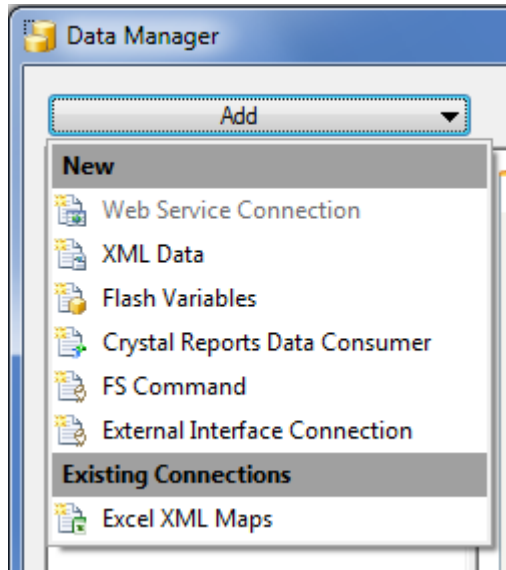 Data Manager
Add
New
Web Service Connection
XML Data
Flash Variables
Crystal Reports Data Consumer
FS Command
External Interface Connection
Existing Connections
Excel XML Maps